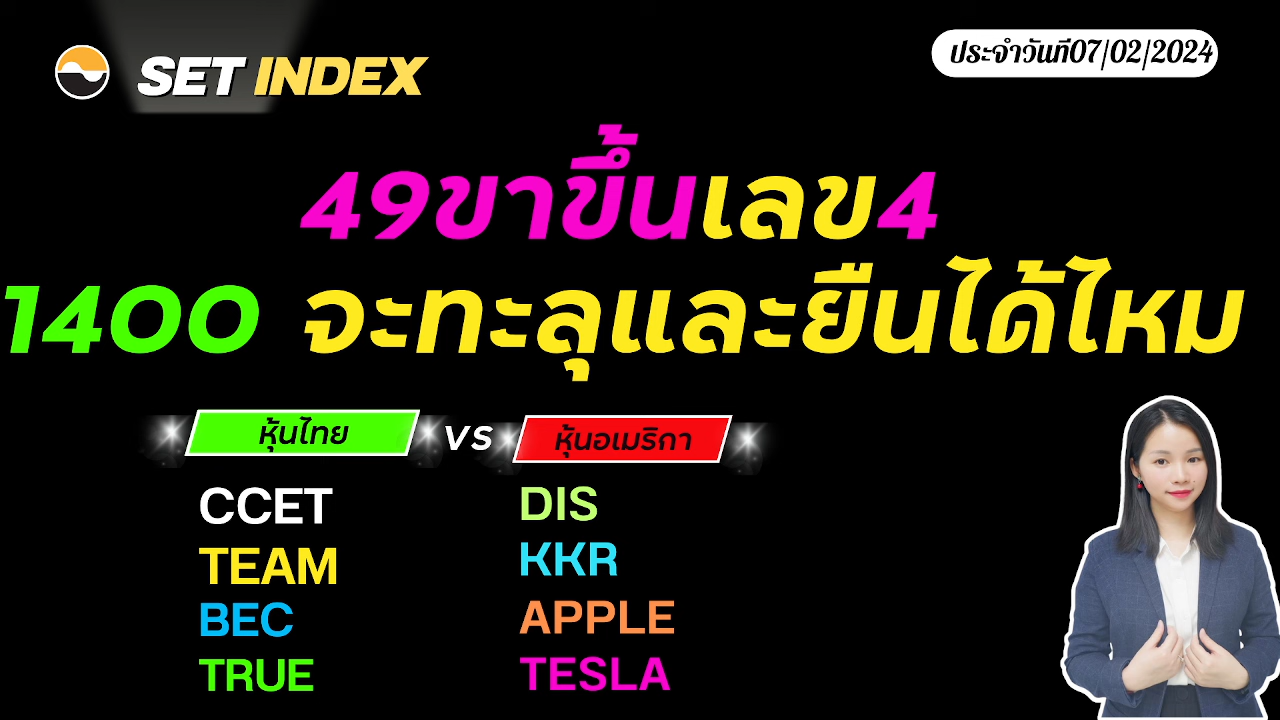 SET INDEX
ประจำวันที่07/02/2024
49ขาขึ้นเลข4
1400 จะทะลุและยืนได้ไหม
หุ้นไทย vs หุ้นอเมริกา
CCET DIS
TEAM KKR
BEC APPLE
TRUE TESLA